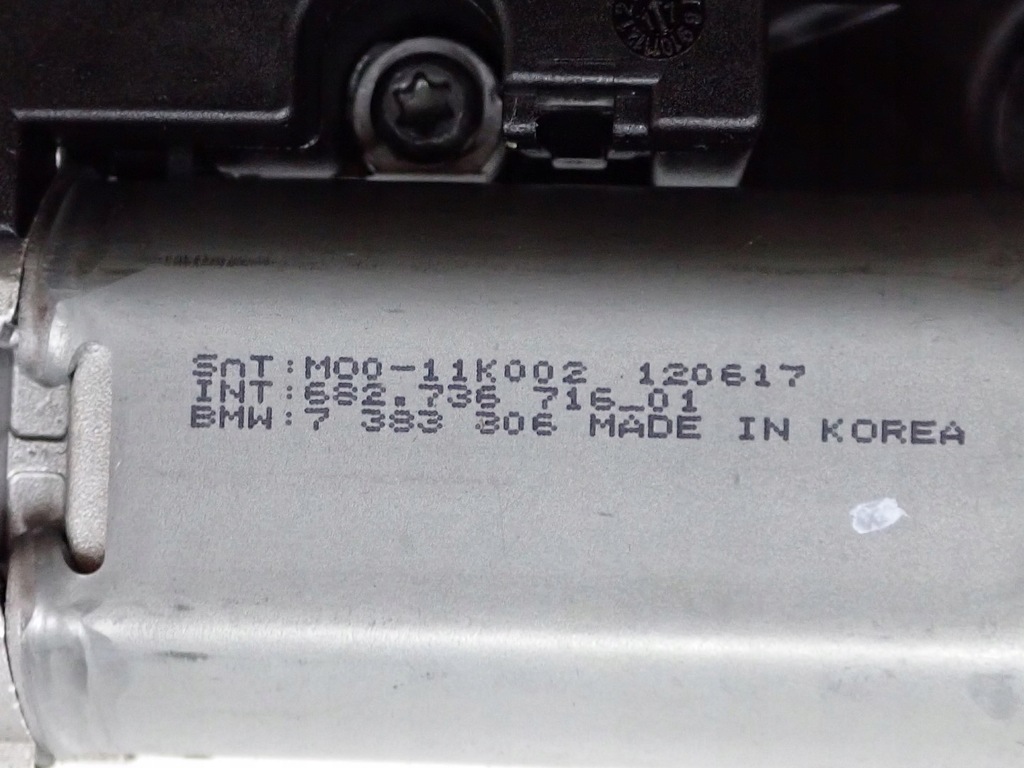 SnT:M00-11K002 120617
INT:682.736 716_01
BMW:7 383 306 MADE IN KOREA